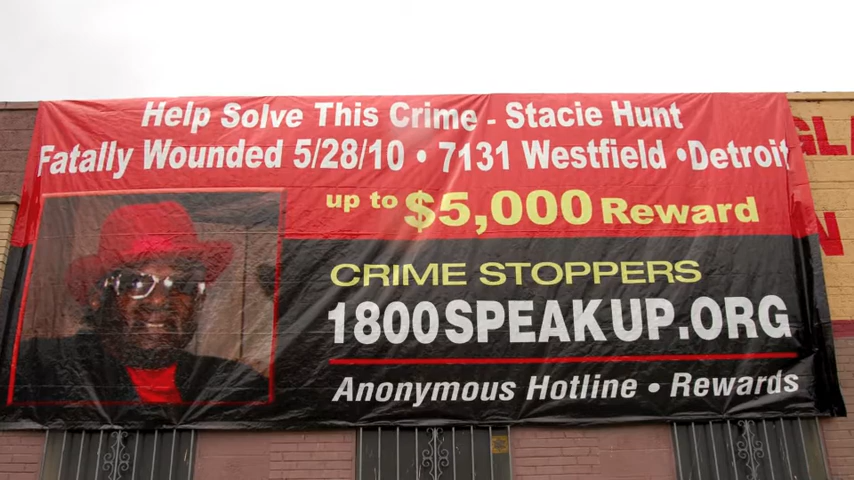 Help Solve This Crime - Stacie Hunt
Fatally Wounded 5/28/10 • 7131 Westfield • Detroit
up to $5,000 Reward
CRIME STOPPERS
1800SPEAKUP.ORG
Anonymous Hotline • Rewards